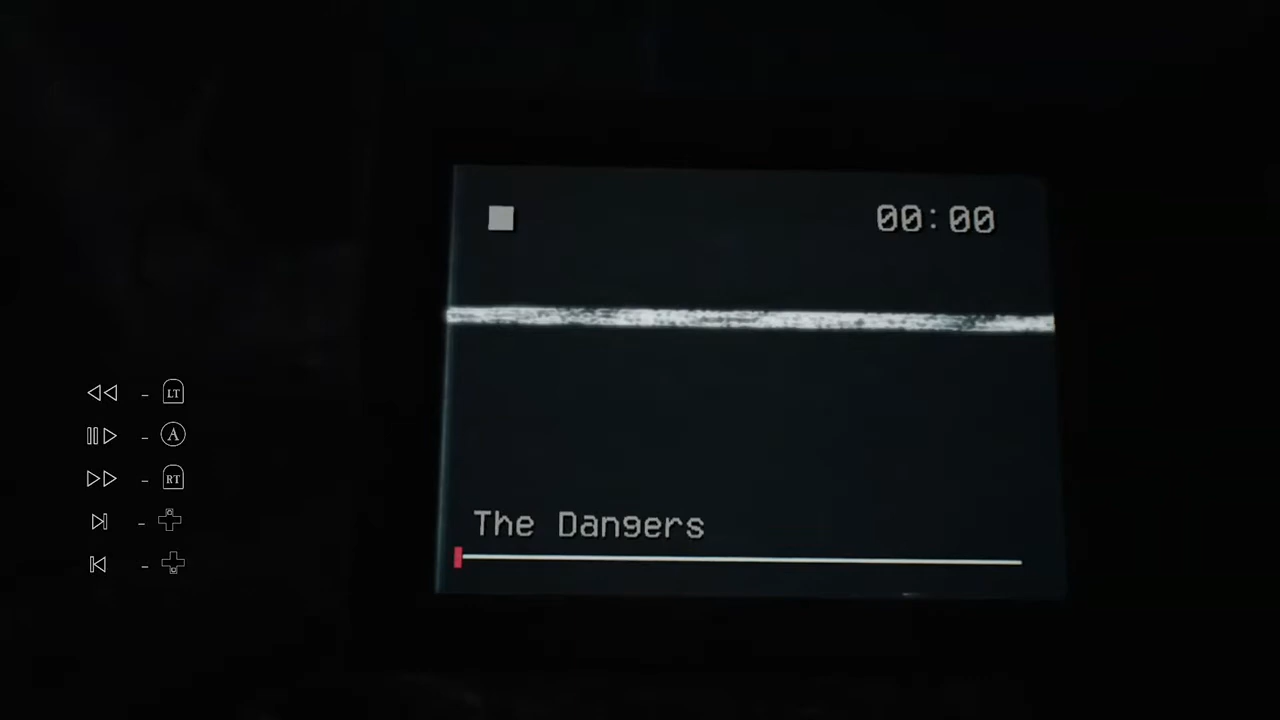 00:00
The Dangers
- LT
- A
- RT
-
-